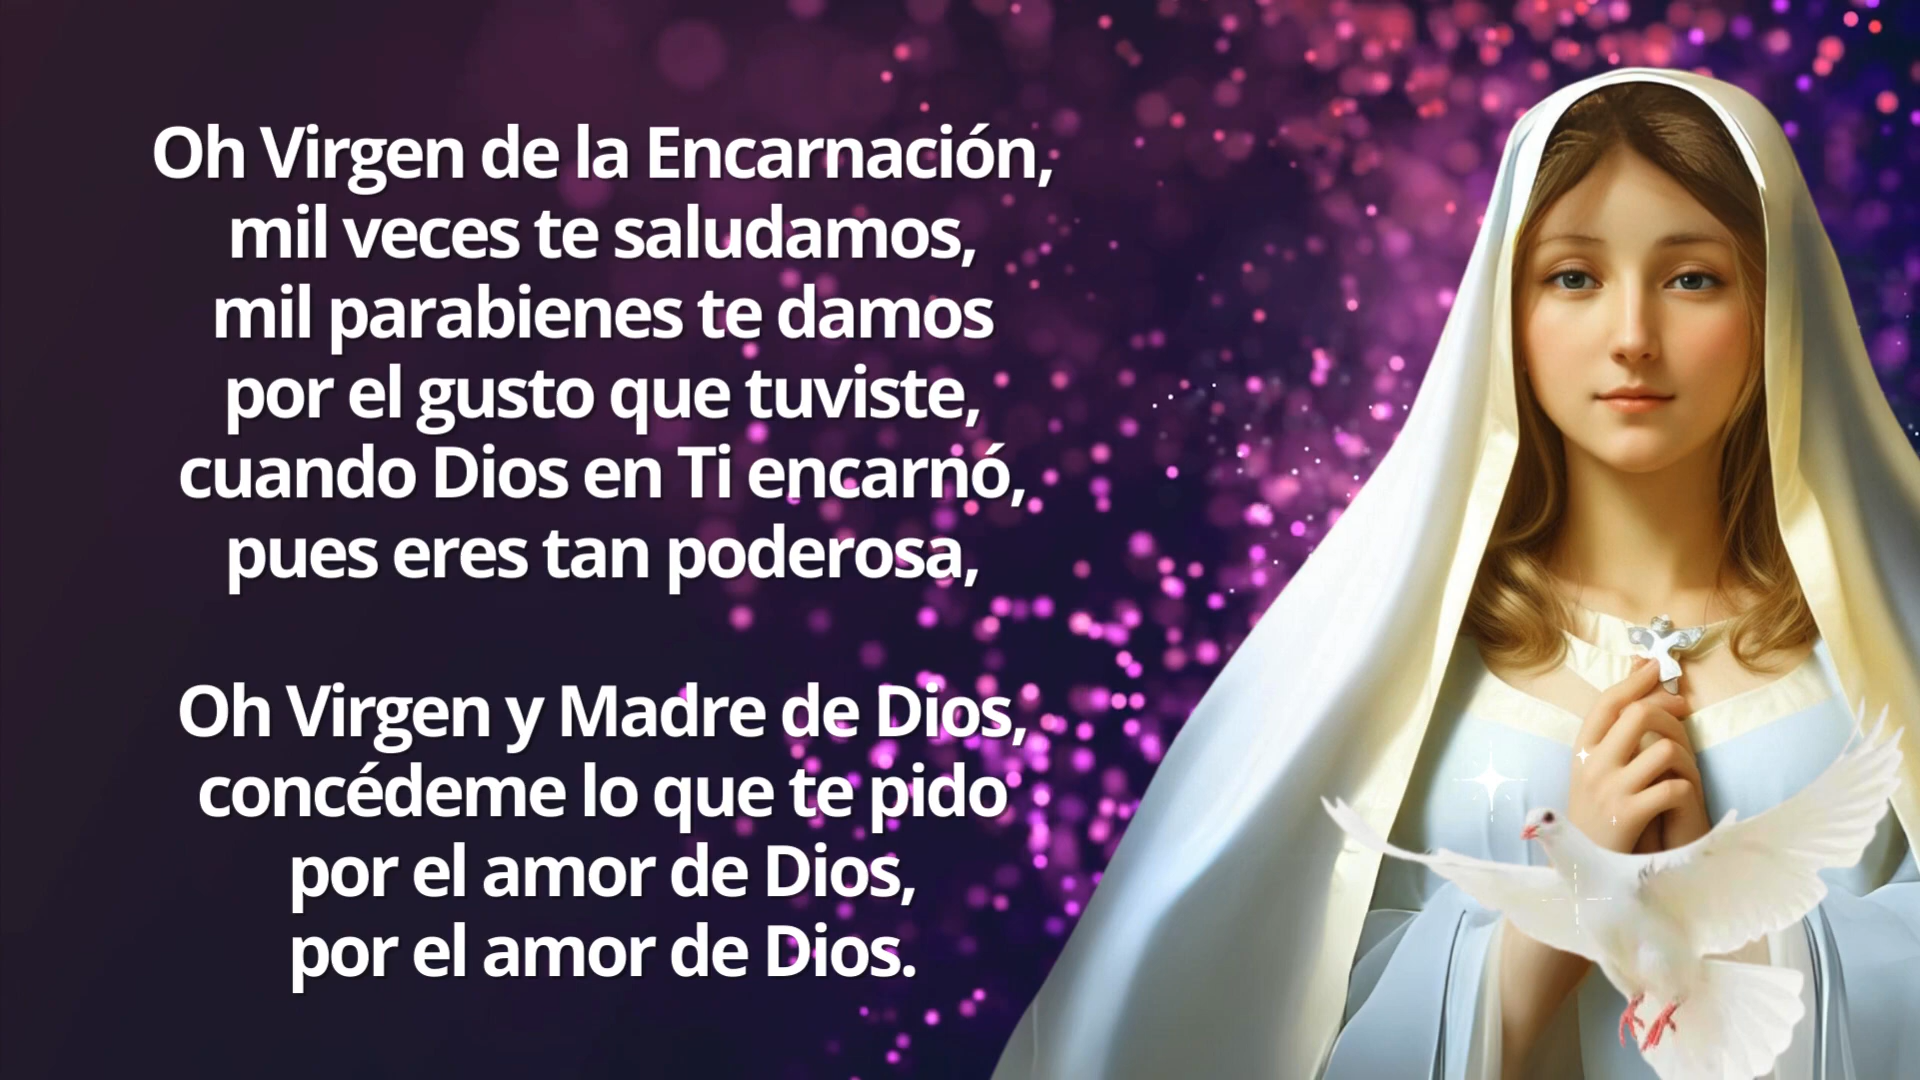 Oh Virgen de la Encarnación,
mil veces te saludamos,
mil parabienes te damos
por el gusto que tuviste,
cuando Dios en Ti encarnó,
pues eres tan poderosa,
Oh Virgen y Madre de Dios,
concédeme lo que te pido
por el amor de Dios,
por el amor de Dios.